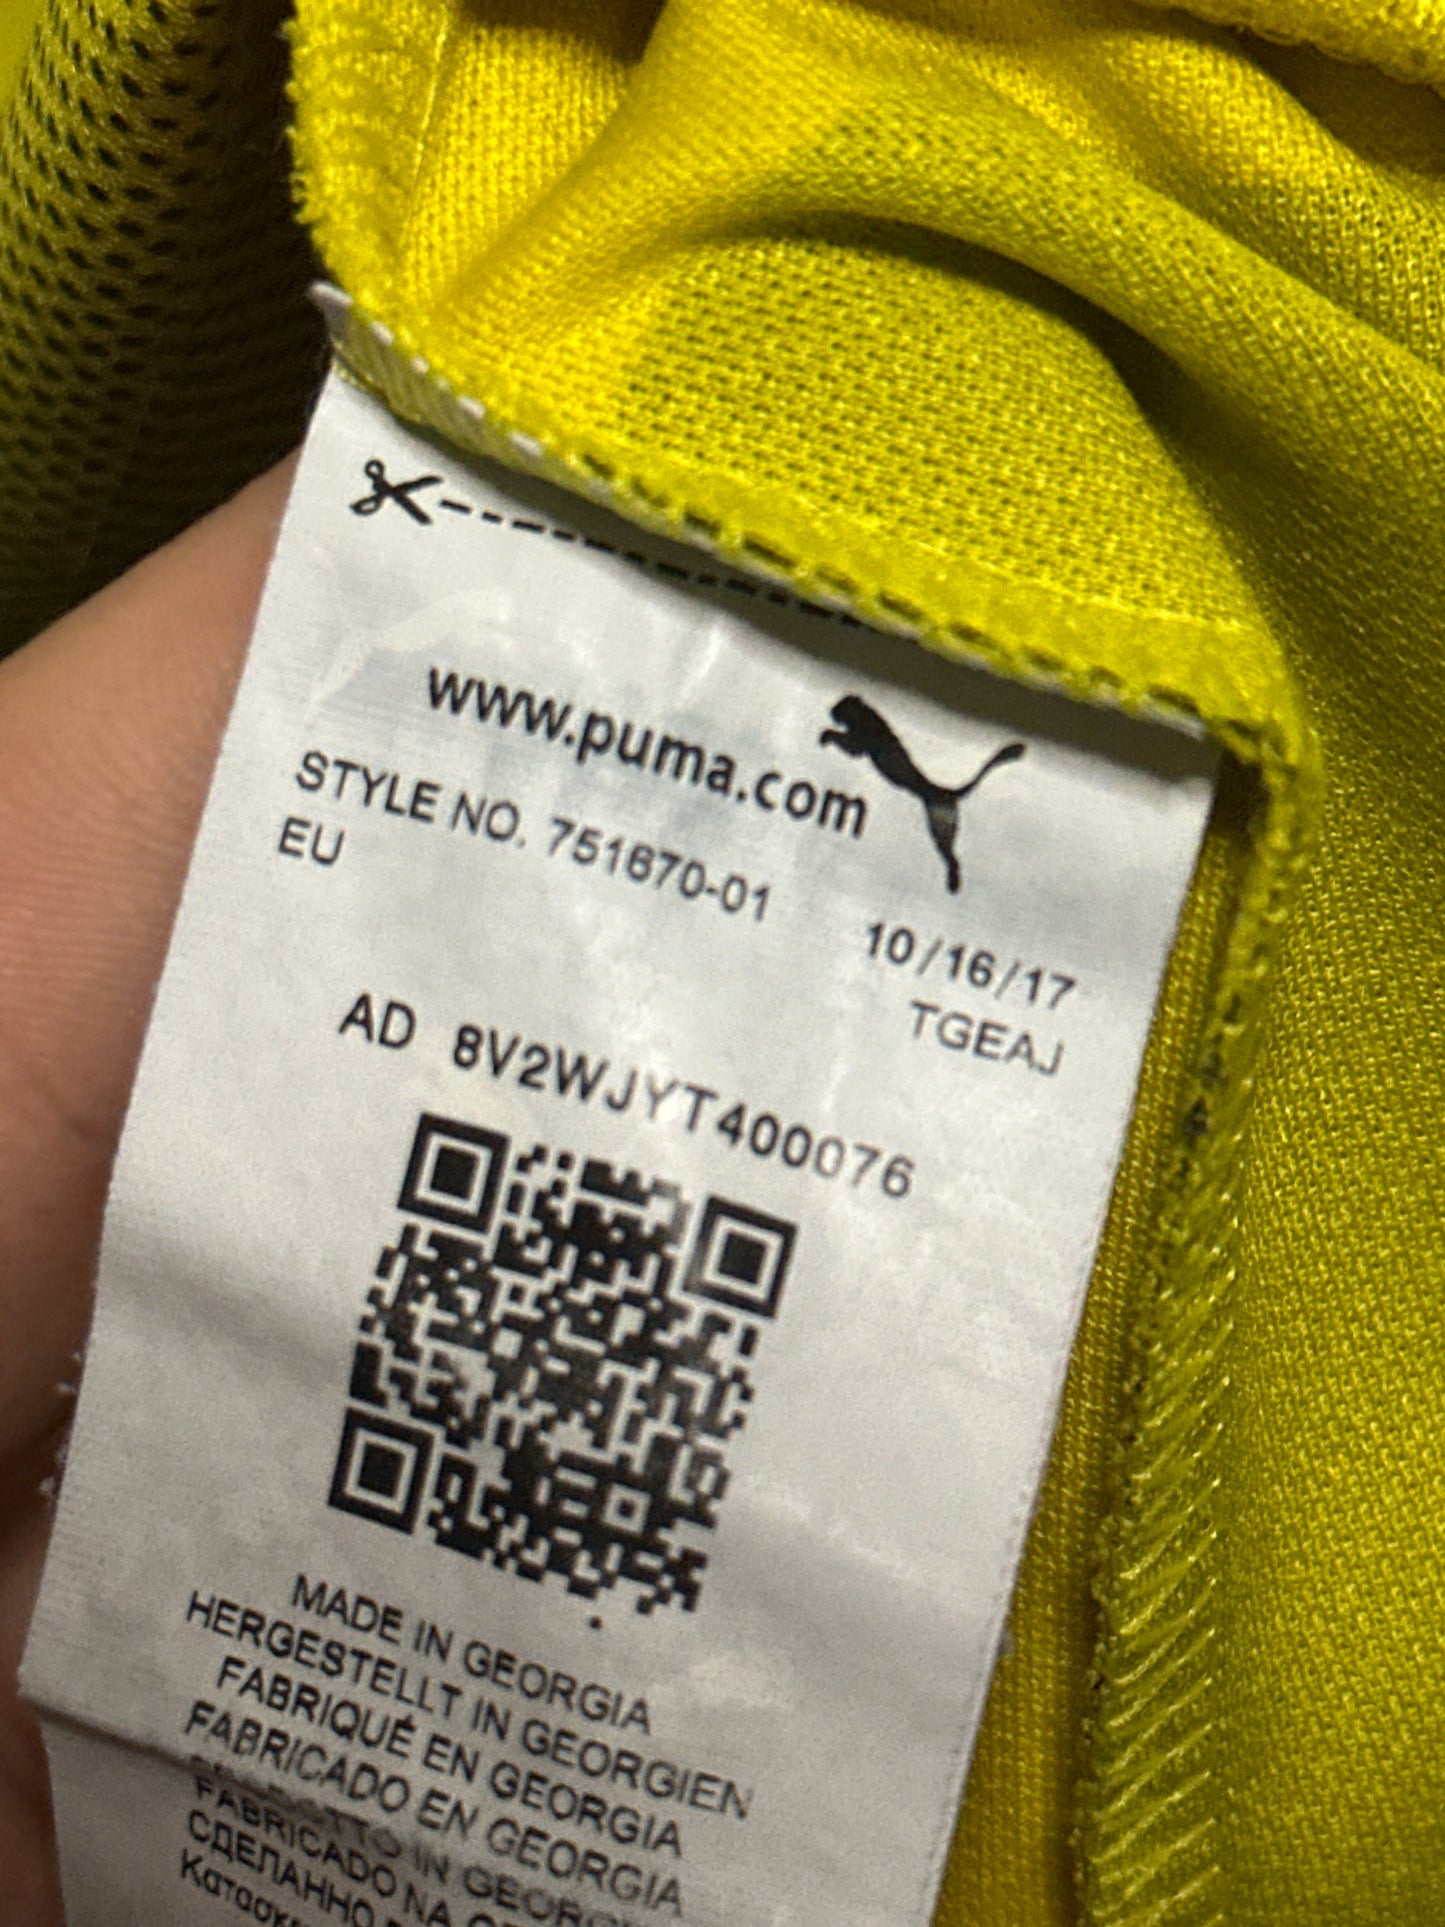 www.puma.com
STYLE NO. 751670-01
EU
10/16/17
TGEAJ
AD 8V2WJYT400076
MADE IN GEORGIA
HERGESTELLT IN GEORGIEN
FABRIQUÉ EN GEORGIA
FABRICADO EN GEORGIA
IN
FABRICADO NA
СДЕЛАННО